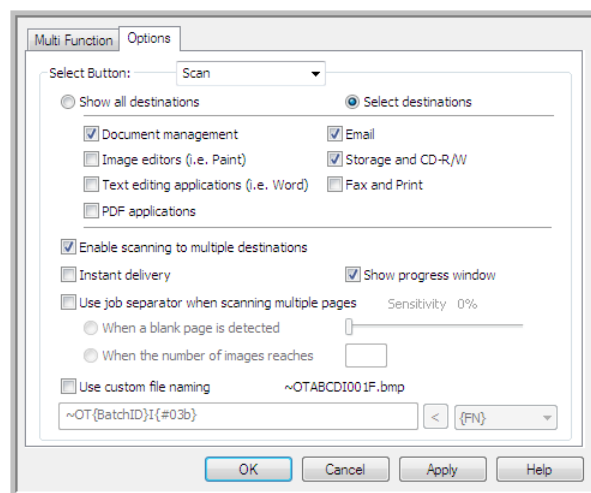 Multi Function Options
Select Button: Scan
Show all destinations Select destinations
Document management Email
Image editors (i.e. Paint) Storage and CD-R/W
Text editing applications (i.e. Word) Fax and Print
PDF applications
Enable scanning to multiple destinations
Instant delivery Show progress window
Use job separator when scanning multiple pages Sensitivity 0%
When a blank page is detected
When the number of images reaches
Use custom file naming ~OTABCDI001F.bmp
~OT{BatchID}I{#03b} < {FN}
OK Cancel Apply Help